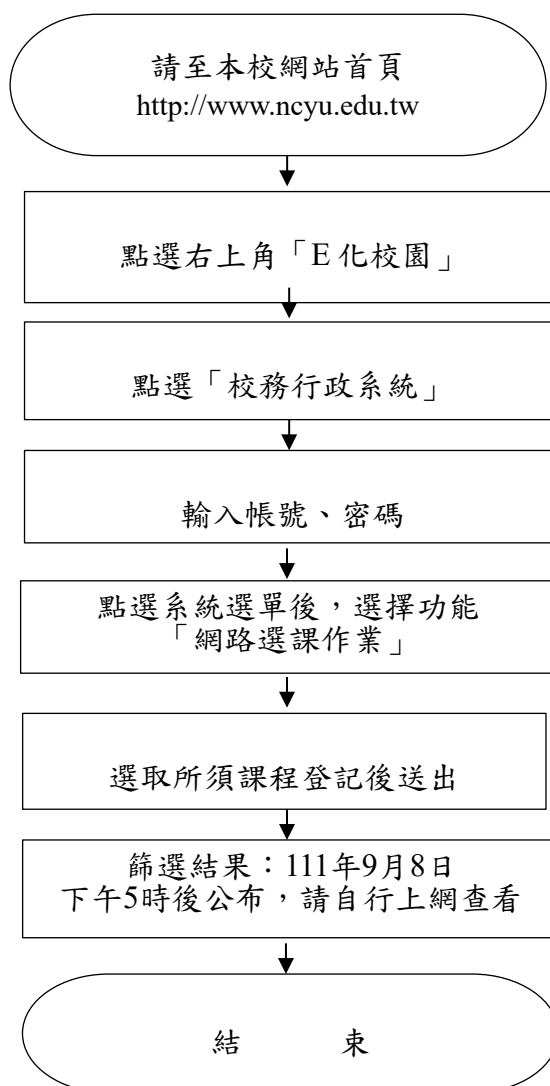 請至本校網站首頁
http://www.ncyu.edu.tw
點選右上角「E化校園」
點選「校務行政系統」
輸入帳號、密碼
點選系統選單後，選擇功能
「網路選課作業」
選取所須課程登記後送出
篩選結果：111年9月8日
下午5時後公布，請自行上網查看
結　　束